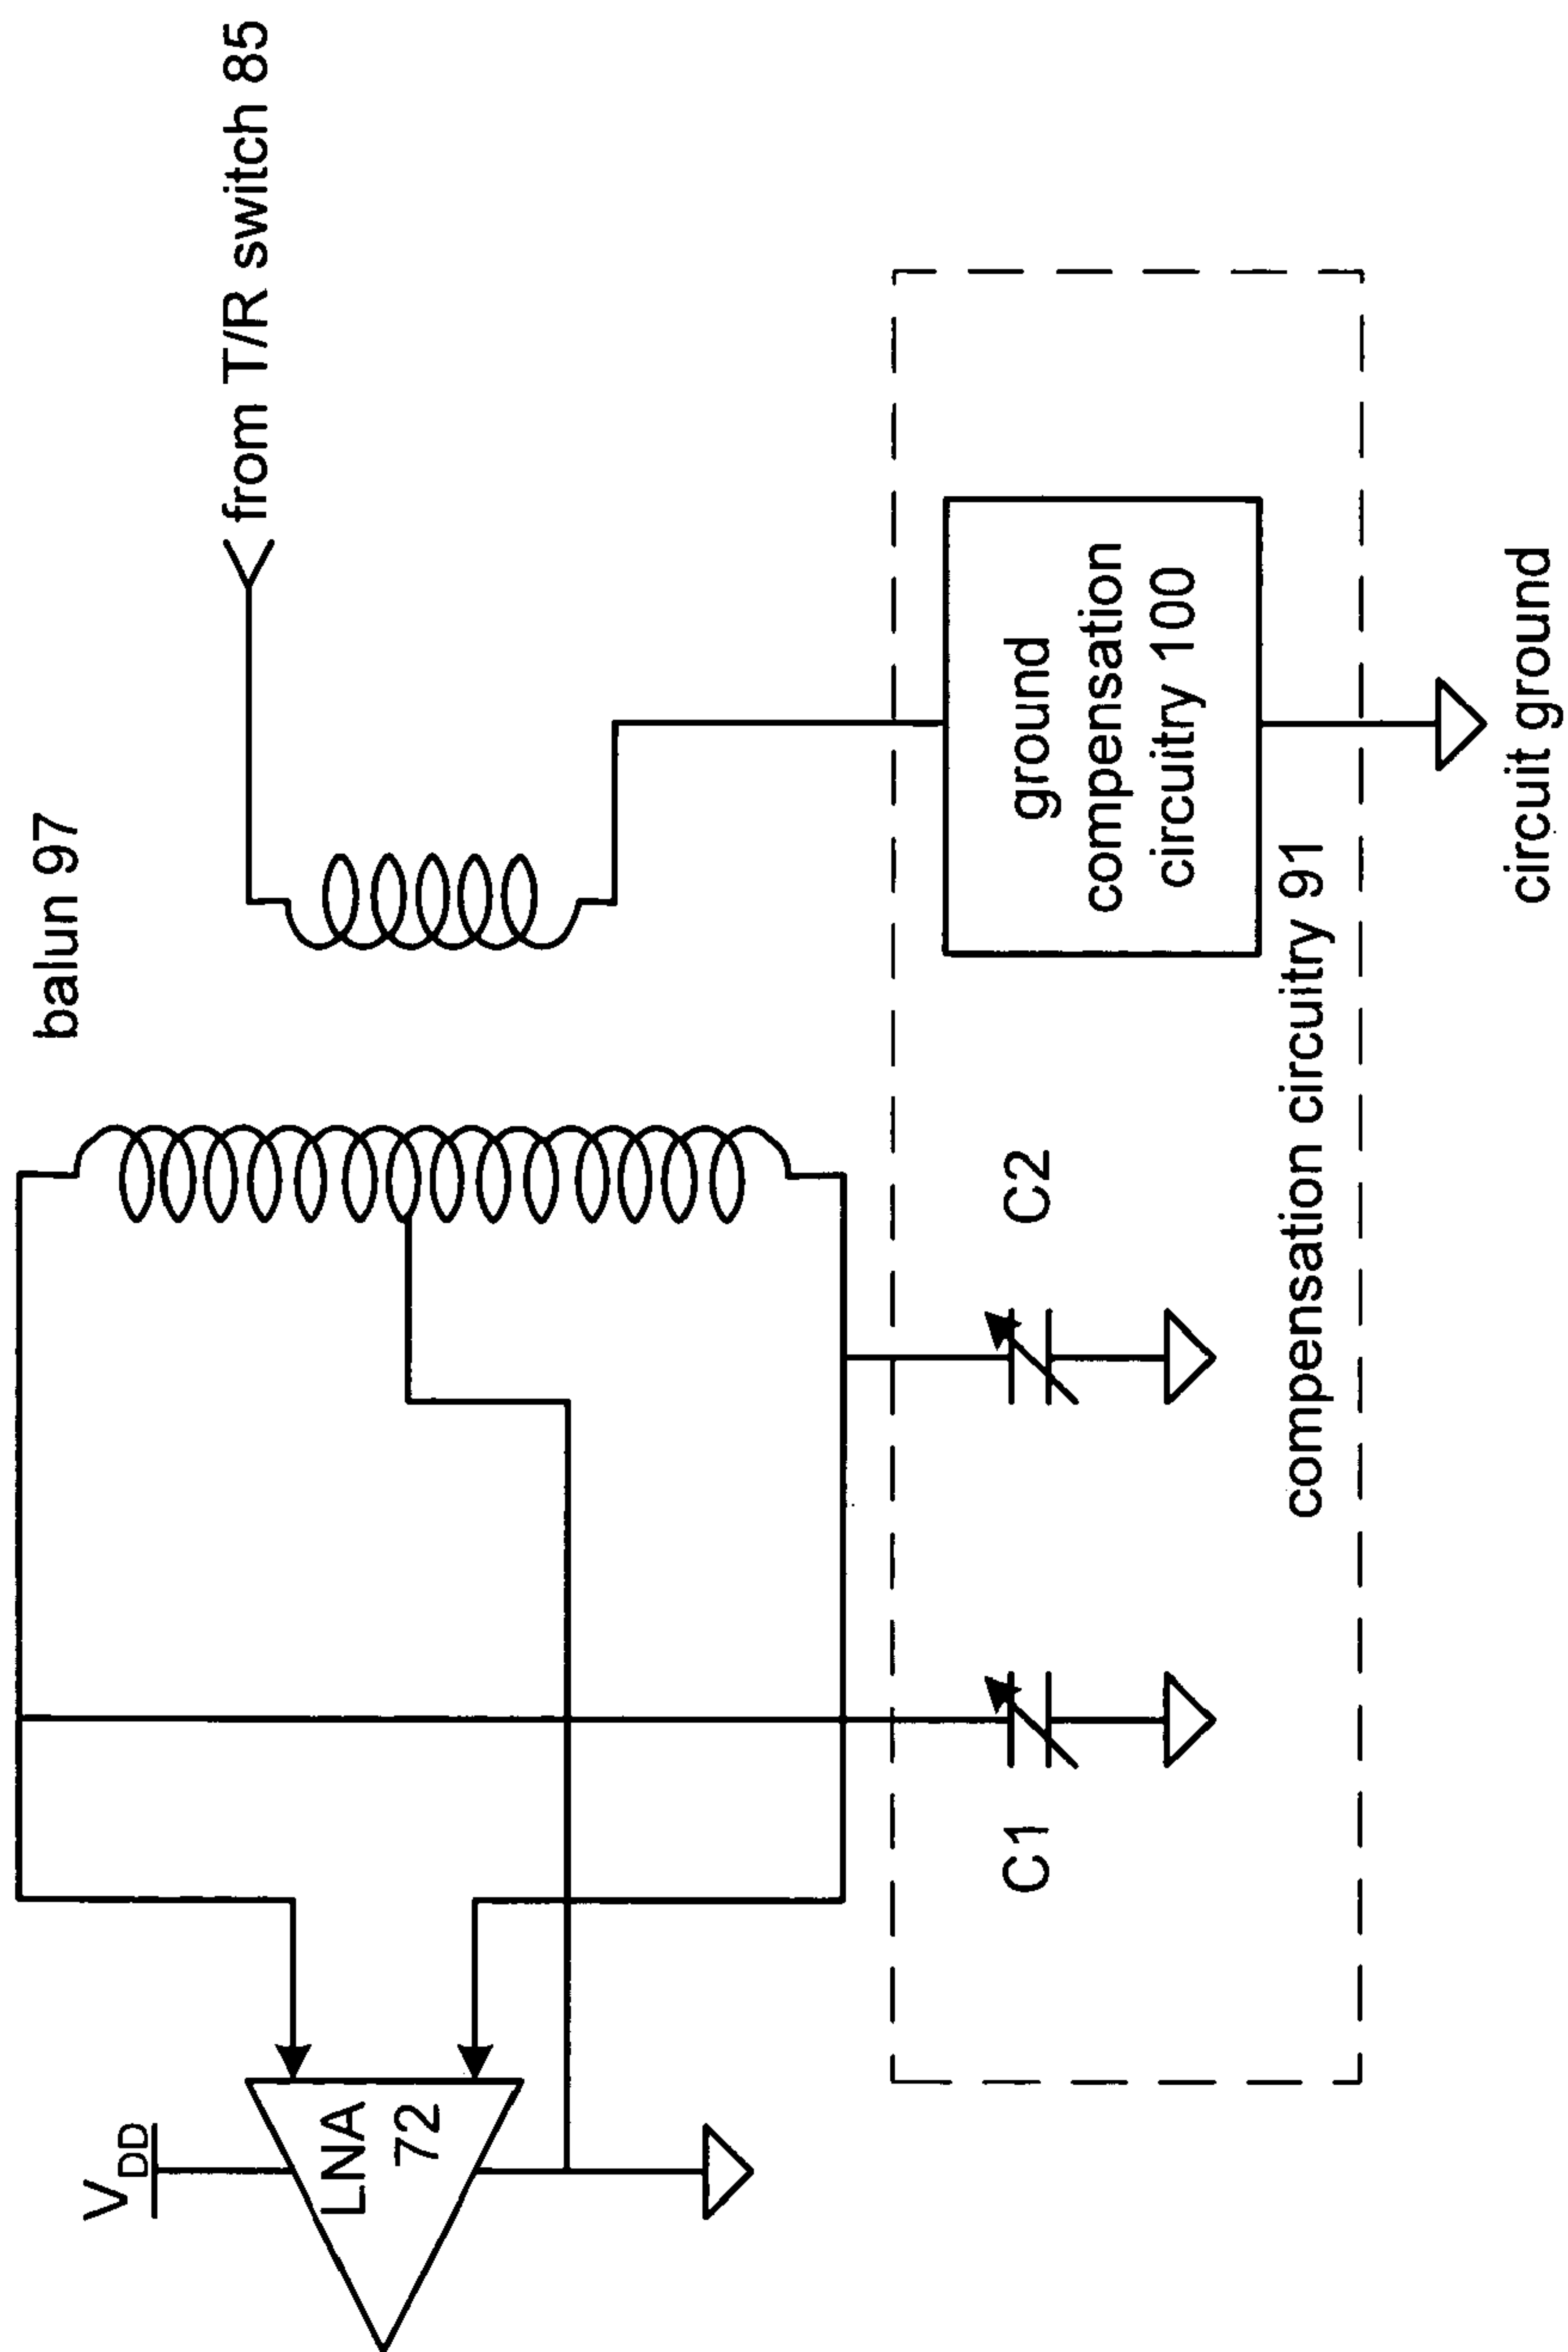 balun 97
from T/R switch 85
V_DD
LNA
72
C1
C2
ground
compensation
circuitry 100
compensation circuitry 91
circuit ground